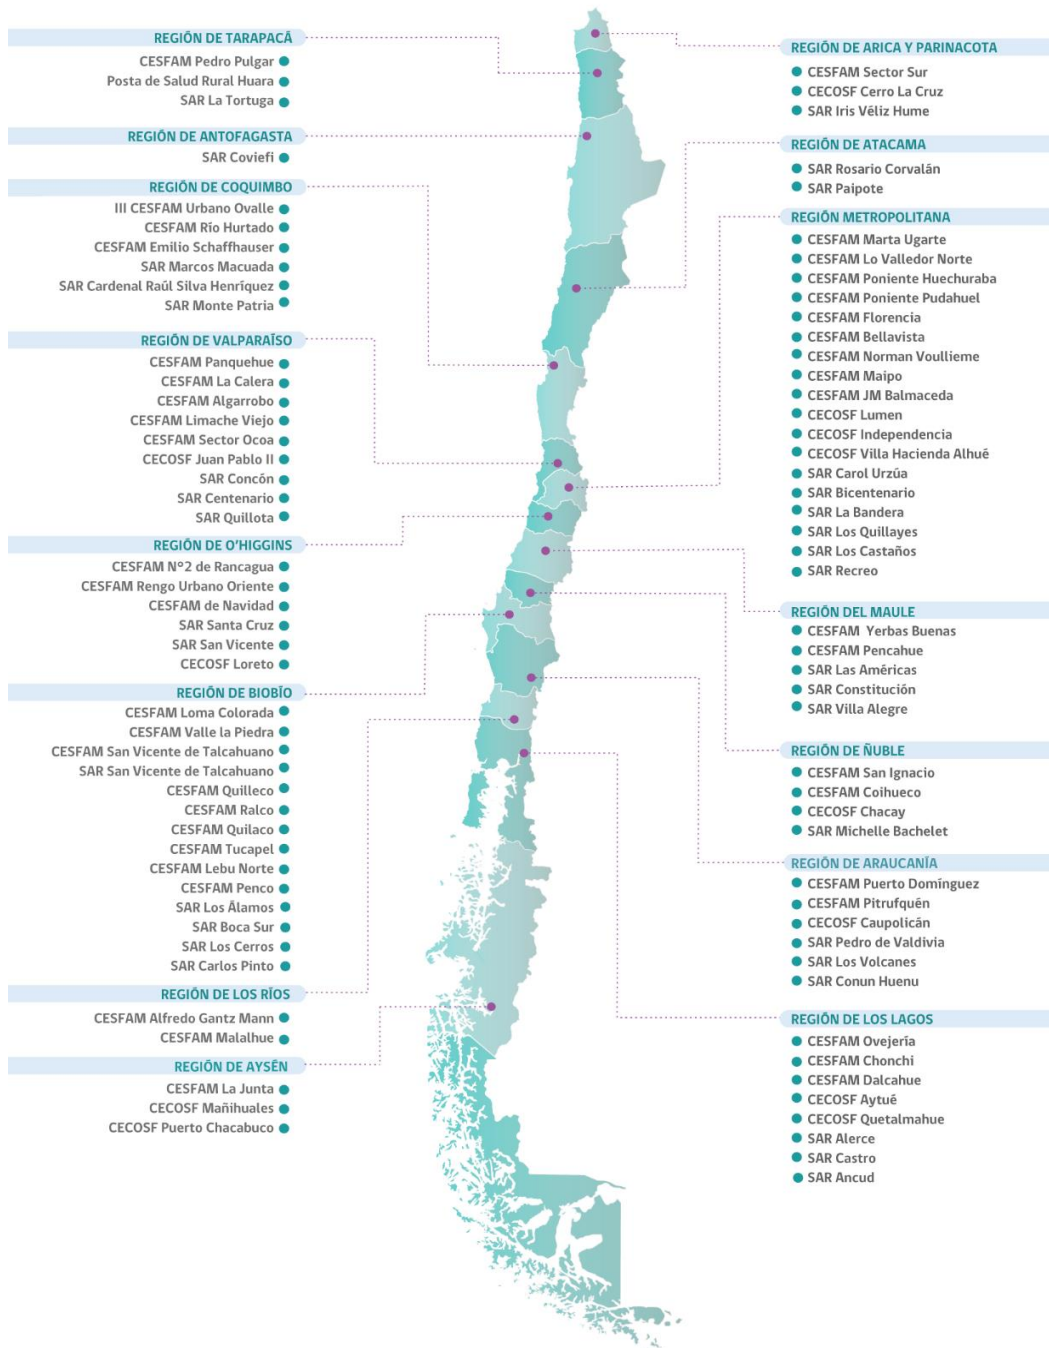 REGIÓN DE TARAPACÁ
CESFAM Pedro Pulgar
Posta de Salud Rural Huara
SAR La Tortuga
REGIÓN DE ANTOFAGASTA
SAR Coviefi
REGIÓN DE COQUIMBO
III CESFAM Urbano Ovalle
CESFAM Río Hurtado
CESFAM Emilio Schaffhauser
SAR Marcos Macuada
SAR Cardenal Raúl Silva Henríquez
SAR Monte Patria
REGIÓN DE VALPARAÍSO
CESFAM Panquehue
CESFAM La Calera
CESFAM Algarrobo
CESFAM Limache Viejo
CESFAM Sector Ocoa
CECOSF Juan Pablo II
SAR Concón
SAR Centenario
SAR Quillota
REGIÓN DE O'HIGGINS
CESFAM Nº2 de Rancagua
CESFAM Rengo Urbano Oriente
CESFAM de Navidad
SAR Santa Cruz
SAR San Vicente
CECOSF Loreto
REGIÓN DE BIOBÍO
CESFAM Loma Colorada
CESFAM Valle la Piedra
CESFAM San Vicente de Talcahuano
SAR San Vicente de Talcahuano
CESFAM Quilleco
CESFAM Ralco
CESFAM Quilaco
CESFAM Tucapel
CESFAM Lebu Norte
CESFAM Penco
SAR Los Álamos
SAR Boca Sur
SAR Los Cerros
SAR Carlos Pinto
REGIÓN DE LOS RÍOS
CESFAM Alfredo Gantz Mann
CESFAM Malalhue
REGIÓN DE AYSÉN
CESFAM La Junta
CECOSF Mañihuales
CECOSF Puerto Chacabuco
REGIÓN DE ARICA Y PARINACOTA
CESFAM Sector Sur
CECOSF Cerro La Cruz
SAR Iris Véliz Hume
REGIÓN DE ATACAMA
SAR Rosario Corvalán
SAR Paipote
REGIÓN METROPOLITANA
CESFAM Marta Ugarte
CESFAM Lo Valledor Norte
CESFAM Poniente Huechuraba
CESFAM Poniente Pudahuel
CESFAM Florencia
CESFAM Bellavista
CESFAM Norman Voullieme
CESFAM Maipo
CESFAM JM Balmaceda
CECOSF Lumen
CECOSF Independencia
CECOSF Villa Hacienda Alhué
SAR Carol Urzúa
SAR Bicentenario
SAR La Bandera
SAR Los Quillayes
SAR Los Castaños
SAR Recreo
REGIÓN DEL MAULE
CESFAM Yerbas Buenas
CESFAM Pencahue
SAR Las Américas
SAR Constitución
SAR Villa Alegre
REGIÓN DE ÑUBLE
CESFAM San Ignacio
CESFAM Coihueco
CECOSF Chacay
SAR Michelle Bachelet
REGIÓN DE ARAUCANÍA
CESFAM Puerto Domínguez
CESFAM Pitrufquén
CECOSF Caupolicán
SAR Pedro de Valdivia
SAR Los Volcanes
SAR Conun Huenu
REGIÓN DE LOS LAGOS
CESFAM Ovejería
CESFAM Chonchi
CESFAM Dalcahue
CECOSF Aytué
CECOSF Quetalmahue
SAR Alerce
SAR Castro
SAR Ancud